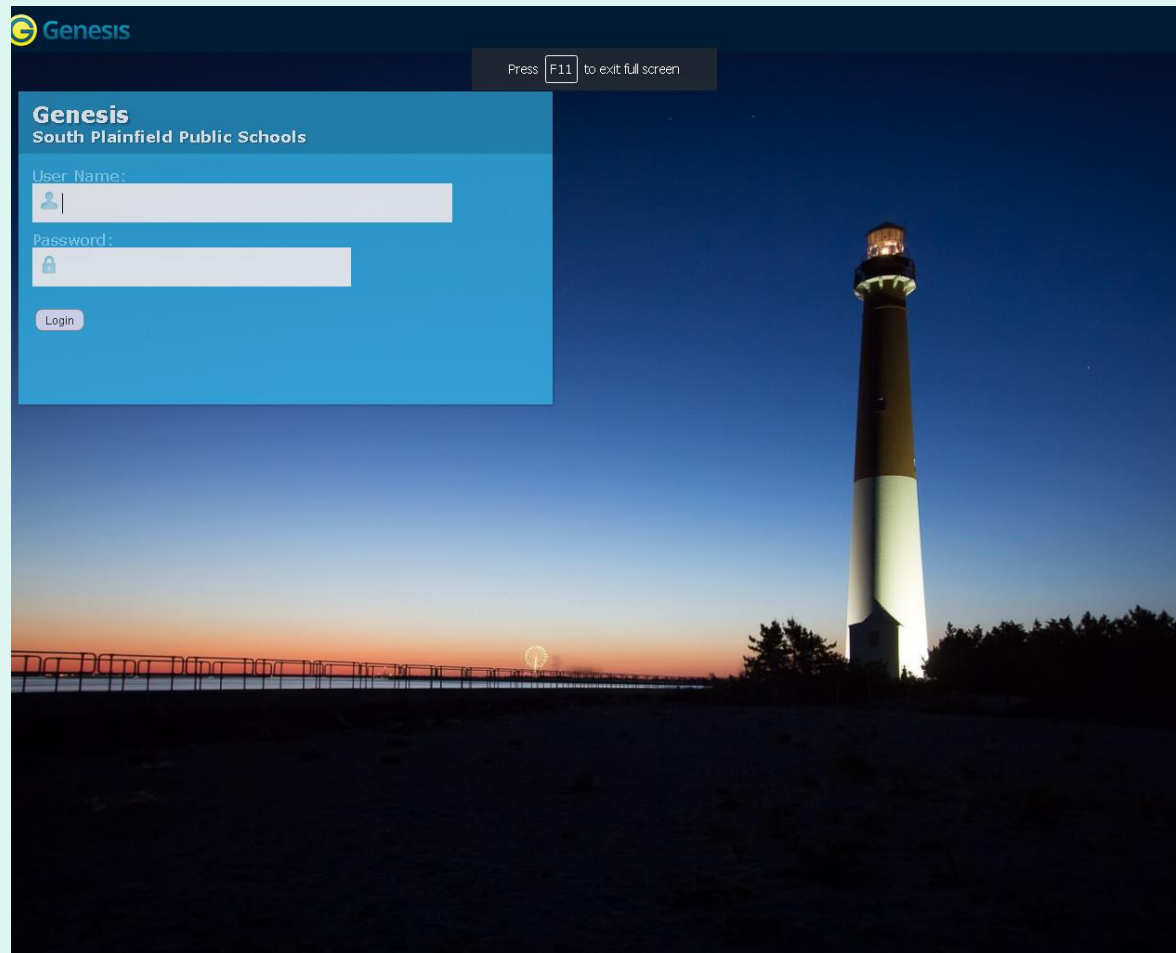 Genesis
Press F11 to exit full screen
Genesis
South Plainfield Public Schools
User Name:
Password:
Login